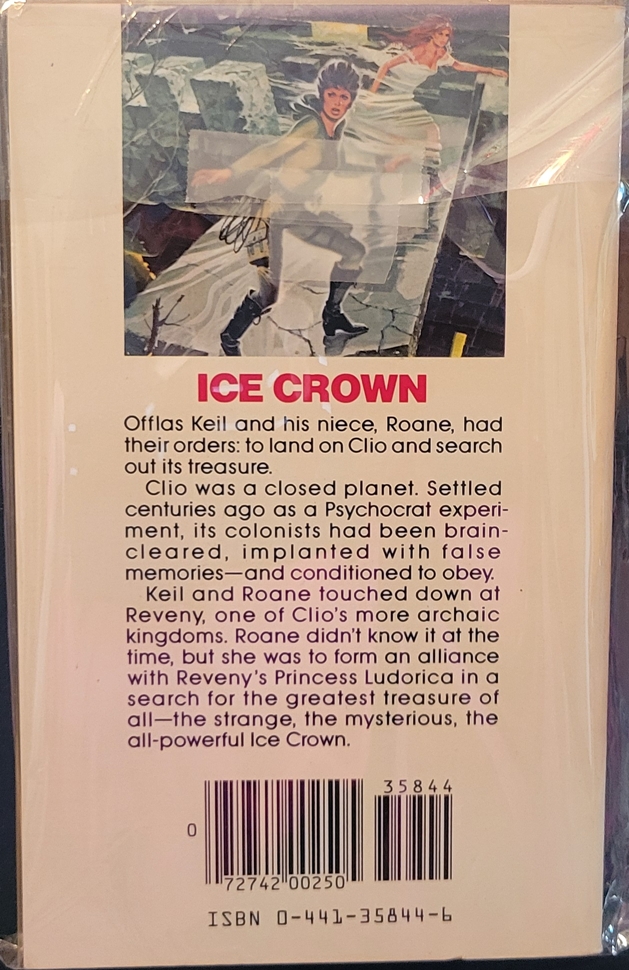 ICE CROWN
Offlas Keil and his niece, Roane, had
their orders: to land on Clio and search
out its treasure.
Clio was a closed planet. Settled
centuries ago as a Psychocrat experi-
ment, its colonists had been brain-
cleared, implanted with false
memories—and conditioned to obey.
Keil and Roane touched down at
Reveny, one of Clio's more archaic
kingdoms. Roane didn't know it at the
time, but she was to form an alliance
with Reveny's Princess Ludorica in a
search for the greatest treasure of
all—the strange, the mysterious, the
all-powerful Ice Crown.
35844
0
72742 00250
ISBN 0-441-35844-6